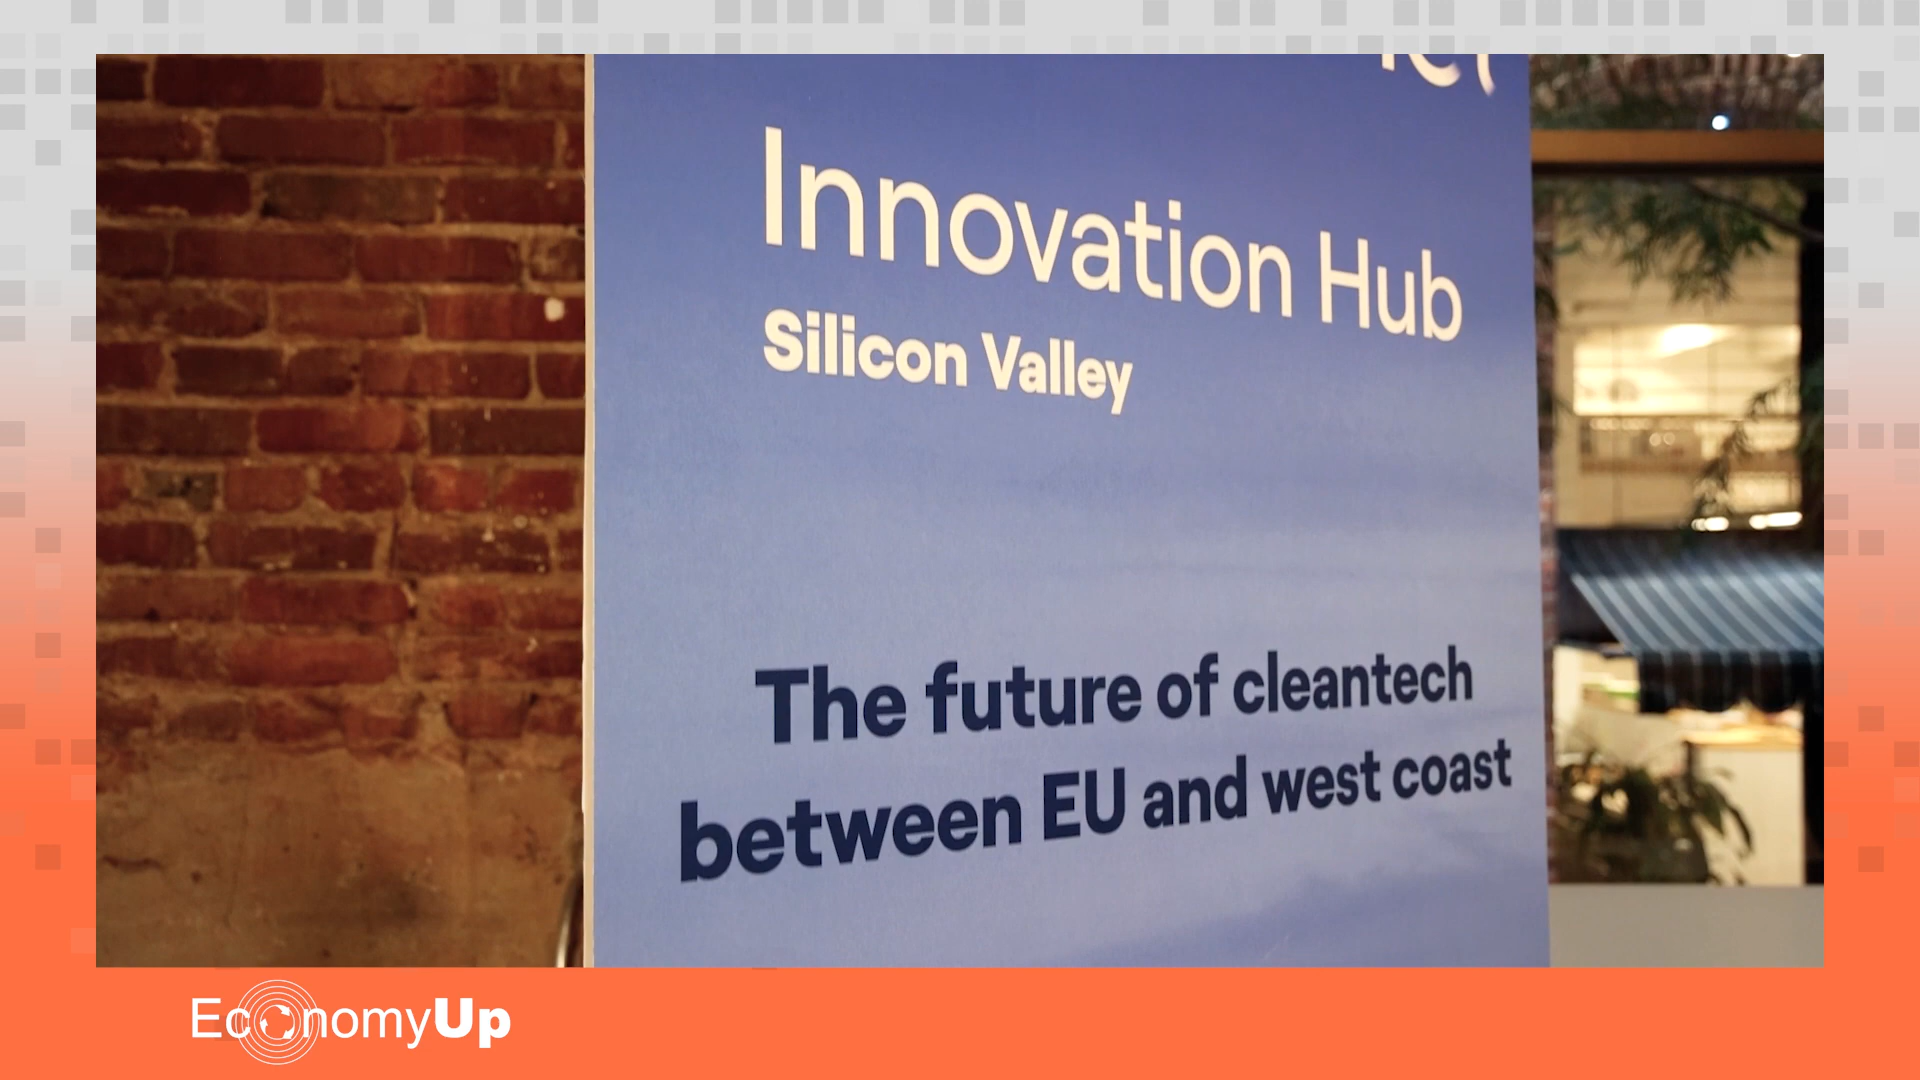 Innovation Hub
Silicon Valley
The future of cleantech
between EU and west coast
EconomyUp